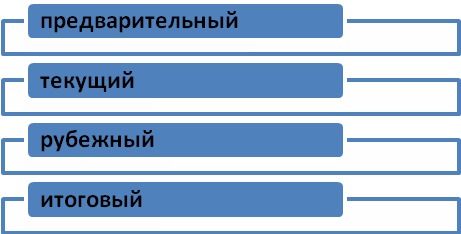 предварительный
текущий
рубежный
итоговый